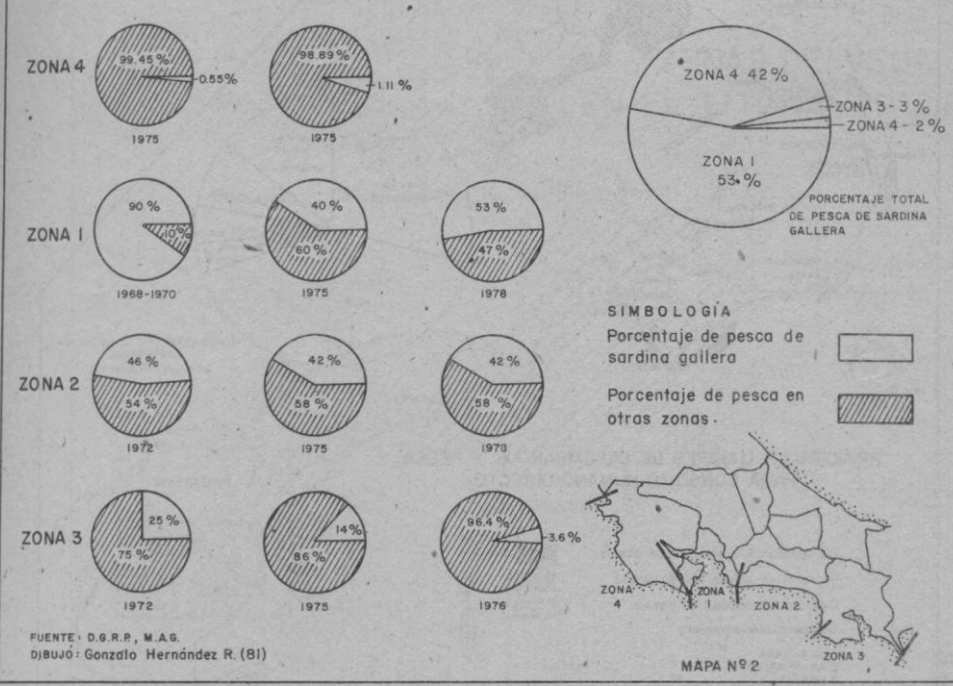 ZONA 4
99.45 %
0.55%
1975
98.89 %
1.11 %
1975
ZONA 4 42 %
ZONA 3 - 3 %
ZONA 4 - 2 %
ZONA 1
53 %
PORCENTAJE TOTAL
DE PESCA DE SARDINA
GALLERA
ZONA 1
90 %
10 %
1968-1970
40 %
60 %
1975
53 %
47 %
1978
ZONA 2
46 %
54 %
1972
42 %
58 %
1975
42 %
58 %
ZONA 3
25 %
75 %
1972
14%
86 %
1975
96.4 %
3.6 %
1976
SIMBOLOGÍA
Porcentaje de pesca de
sardina gallera
Porcentaje de pesca en
otras zonas.
ZONA
4
ZONA
1
ZONA 2
ZONA 3
MAPA Nº 2
FUENTE: D.G.R.P., M.A.G.
DIBUJÓ: Gonzalo Hernández R. (81)